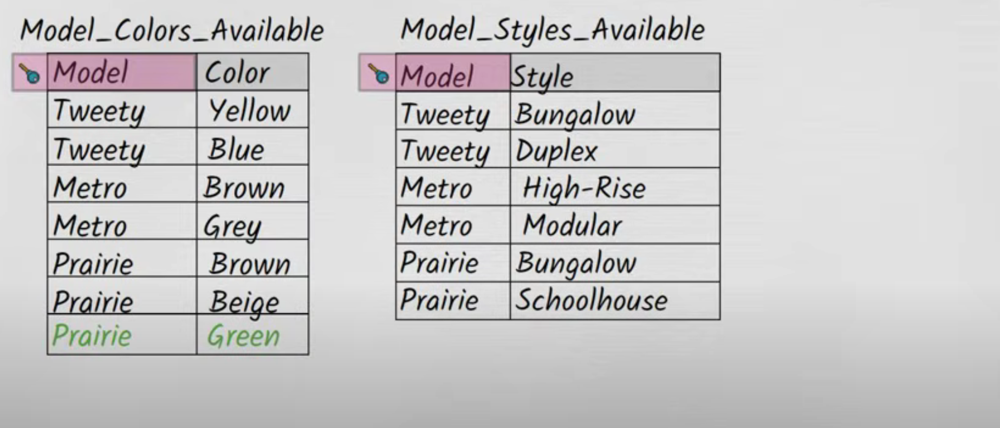 Model_Colors_Available
Model Color
Tweety Yellow
Tweety Blue
Metro Brown
Metro Grey
Prairie Brown
Prairie Beige
Prairie Green
Model_Styles_Available
Model Style
Tweety Bungalow
Tweety Duplex
Metro High-Rise
Metro Modular
Prairie Bungalow
Prairie Schoolhouse